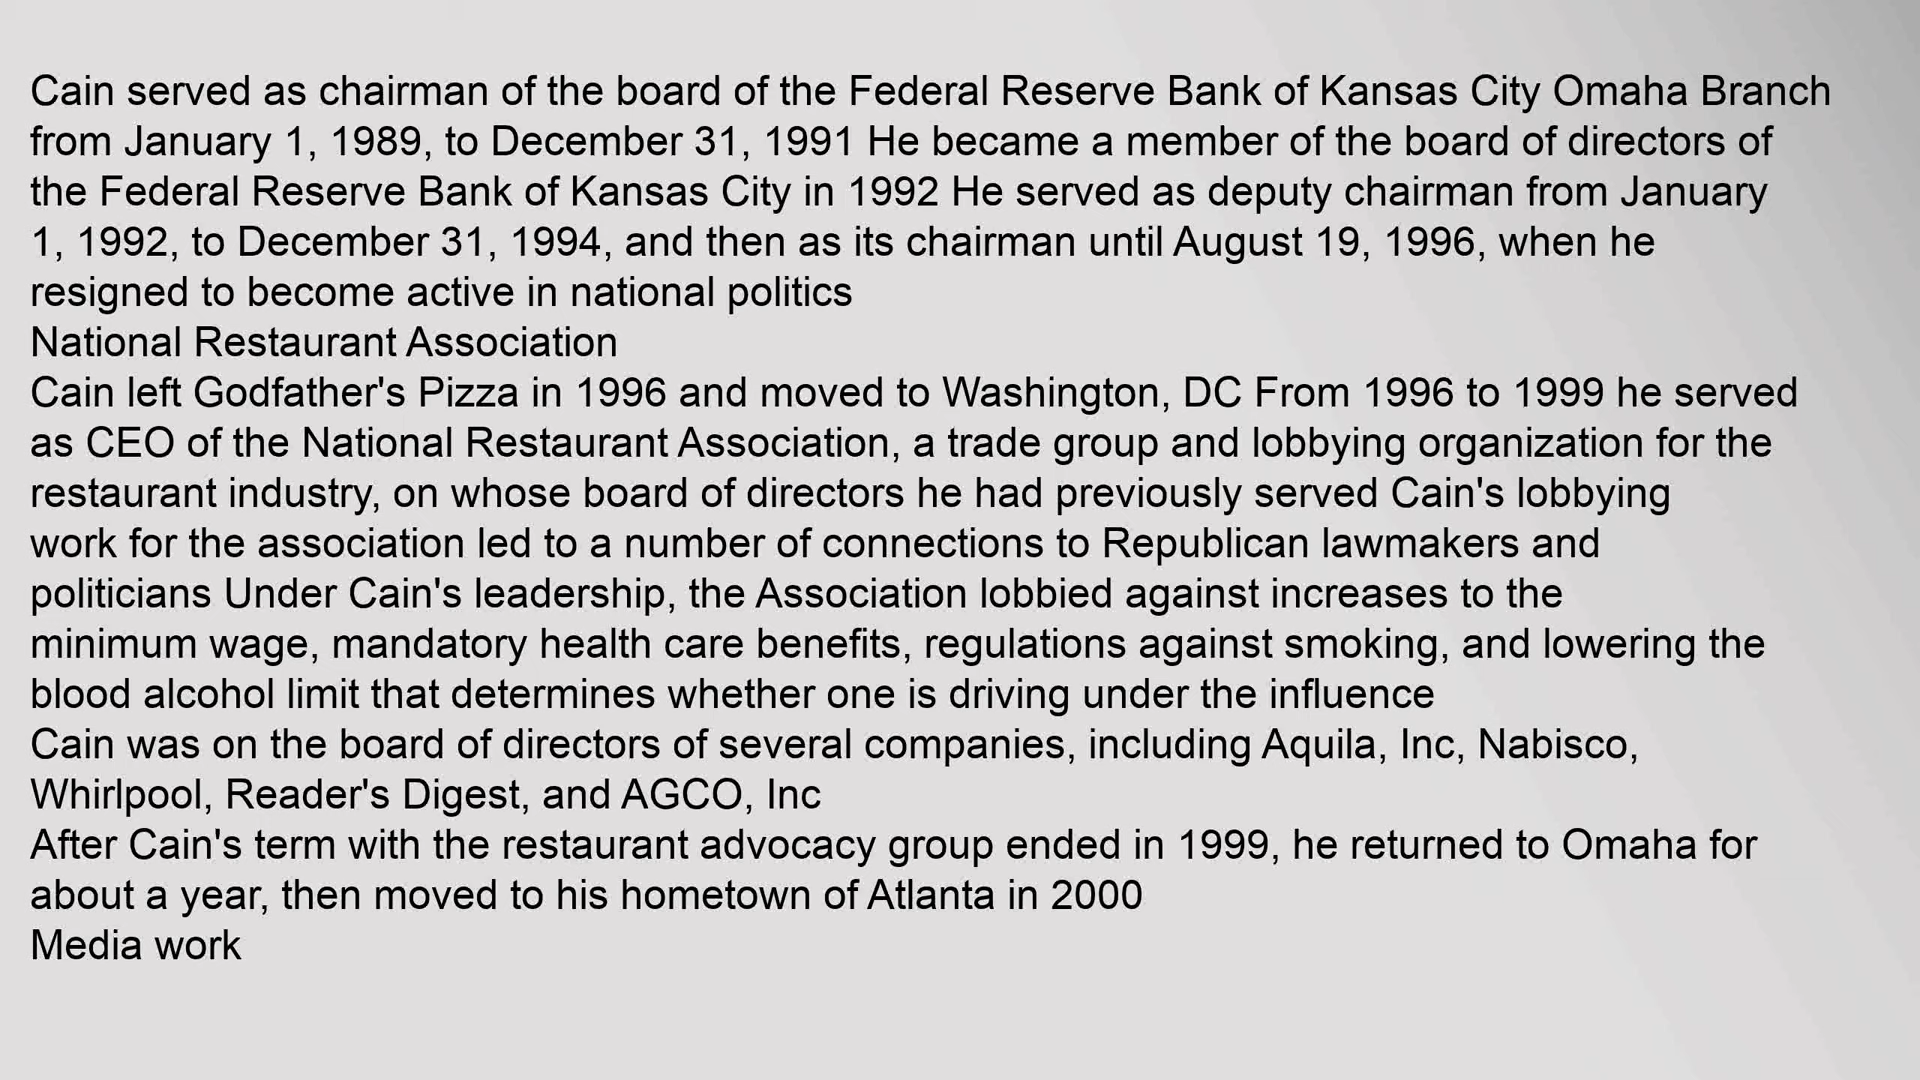 Cain served as chairman of the board of the Federal Reserve Bank of Kansas City Omaha Branch
from January 1, 1989, to December 31, 1991 He became a member of the board of directors of
the Federal Reserve Bank of Kansas City in 1992 He served as deputy chairman from January
1, 1992, to December 31, 1994, and then as its chairman until August 19, 1996, when he
resigned to become active in national politics
National Restaurant Association
Cain left Godfather's Pizza in 1996 and moved to Washington, DC From 1996 to 1999 he served
as CEO of the National Restaurant Association, a trade group and lobbying organization for the
restaurant industry, on whose board of directors he had previously served Cain's lobbying
work for the association led to a number of connections to Republican lawmakers and
politicians Under Cain's leadership, the Association lobbied against increases to the
minimum wage, mandatory health care benefits, regulations against smoking, and lowering the
blood alcohol limit that determines whether one is driving under the influence
Cain was on the board of directors of several companies, including Aquila, Inc, Nabisco,
Whirlpool, Reader's Digest, and AGCO, Inc
After Cain's term with the restaurant advocacy group ended in 1999, he returned to Omaha for
about a year, then moved to his hometown of Atlanta in 2000
Media work